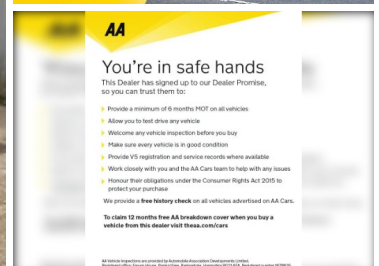 AA
You're in safe hands
This Dealer has signed up to our Dealer Promise,
so you can trust them to:
Provide a minimum of 6 months MOT on all vehicles
Allow you to test drive any vehicle
Welcome any vehicle inspection before you buy
Make sure every vehicle is in good condition
Provide V5 registration and service records where available
Work closely with you and the AA Cars team to help with any issues
Honour their obligations under the Consumer Rights Act 2015 to
protect your purchase
We provide a free history check on all vehicles advertised on AA Cars.
To claim 12 months free AA breakdown cover when you buy a
vehicle from this dealer visit theaa.com/cars
AA Vehicle Inspections are provided by Automobile Association Developments Limited.